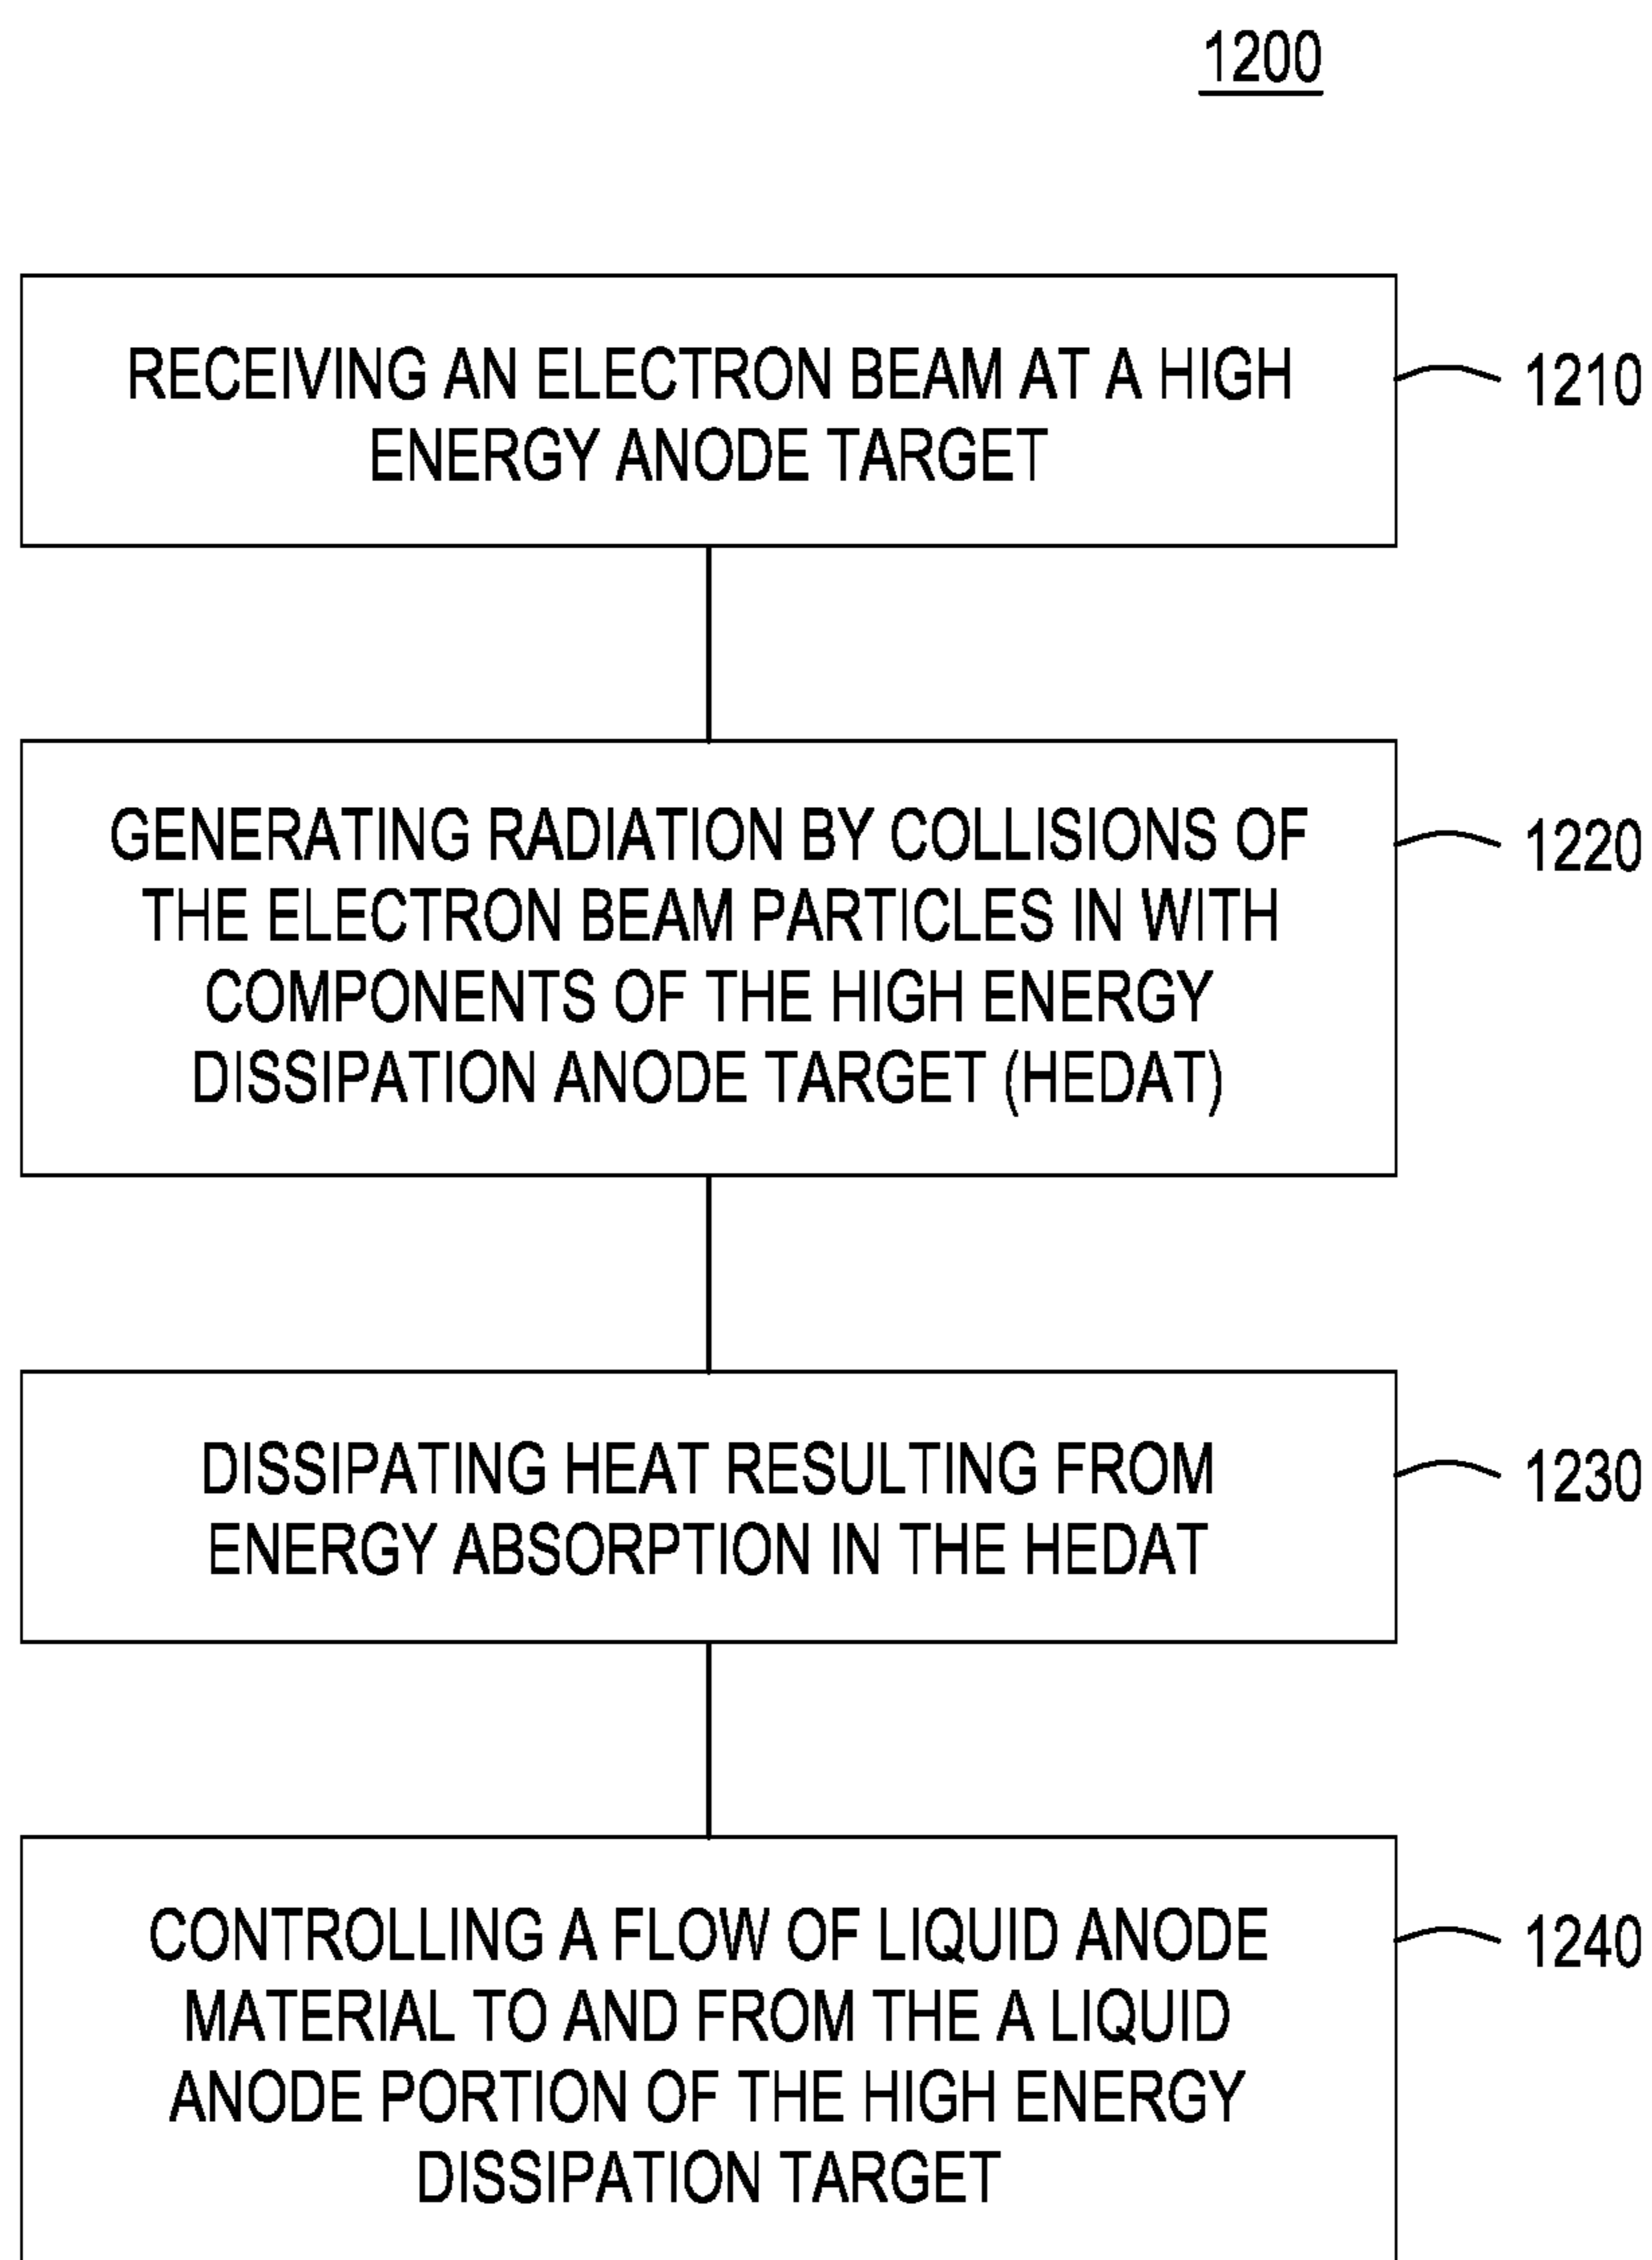 1200
RECEIVING AN ELECTRON BEAM AT A HIGH
ENERGY ANODE TARGET
1210
GENERATING RADIATION BY COLLISIONS OF
THE ELECTRON BEAM PARTICLES IN WITH
COMPONENTS OF THE HIGH ENERGY
DISSIPATION ANODE TARGET (HEDAT)
1220
DISSIPATING HEAT RESULTING FROM
ENERGY ABSORPTION IN THE HEDAT
1230
CONTROLLING A FLOW OF LIQUID ANODE
MATERIAL TO AND FROM THE A LIQUID
ANODE PORTION OF THE HIGH ENERGY
DISSIPATION TARGET
1240